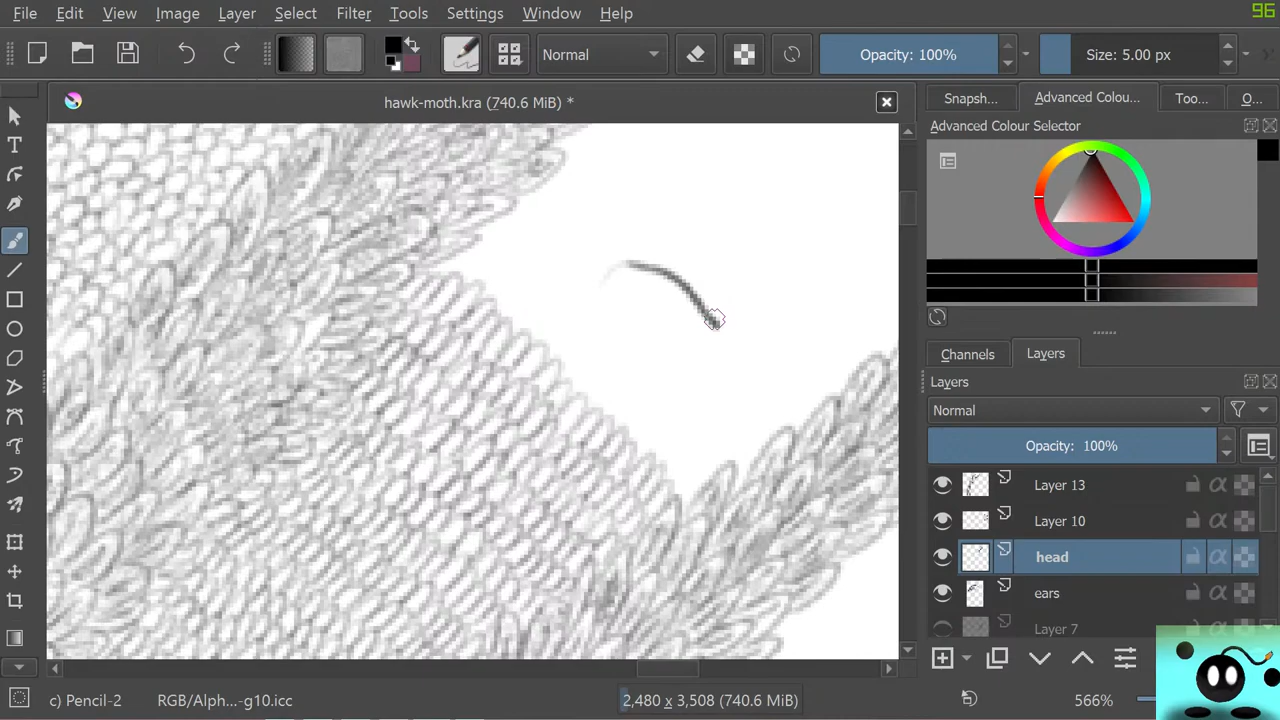 File Edit View Image Layer Select Filter Tools Settings Window Help
96
Normal
Opacity: 100%
Size: 5.00 px
hawk-moth.kra (740.6 MiB) *
Snapsh... Advanced Colou... Too... O...
Advanced Colour Selector
Channels Layers
Layers
Normal
Opacity: 100%
Layer 13
Layer 10
head
ears
Layer 7
c) Pencil-2 RGB/Alph...-g10.icc 2,480 x 3,508 (740.6 MiB) 566%